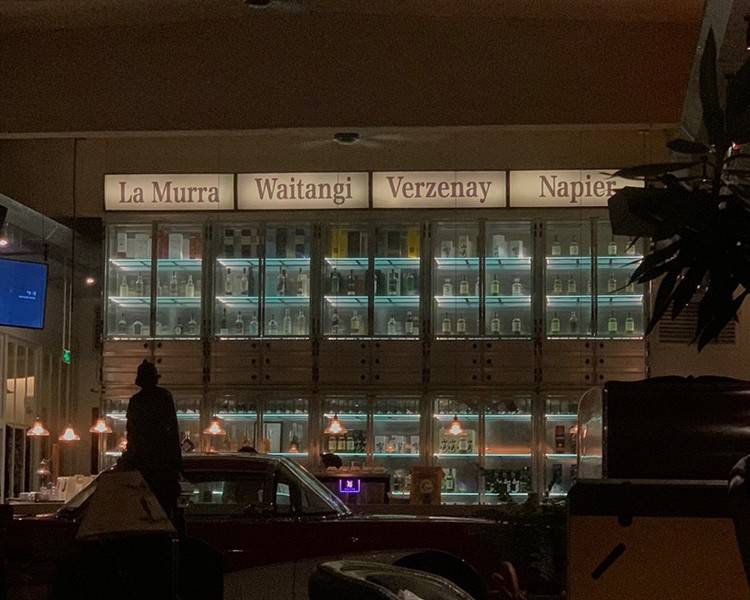 La Murra
Waitangi
Verzenay
Napier